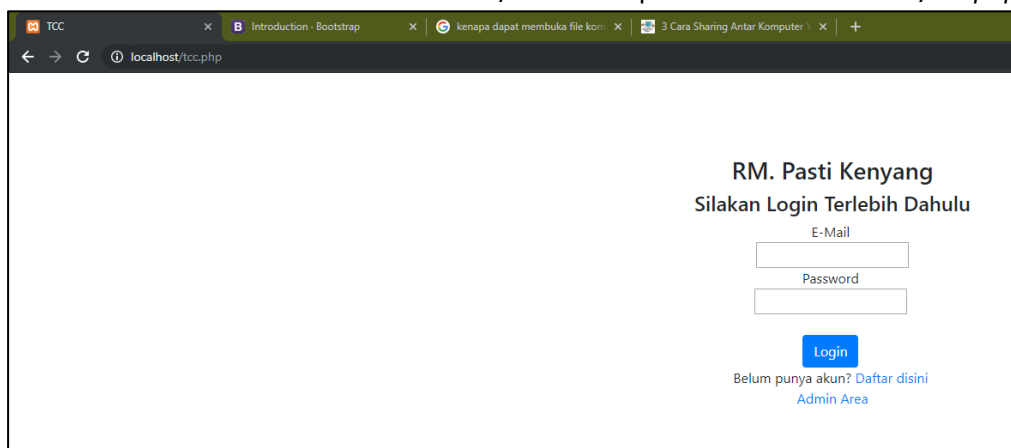 TCC
Introduction - Bootstrap
kenapa dapat membuka file kom
3 Cara Sharing Antar Komputer
localhost/tcc.php
RM. Pasti Kenyang
Silakan Login Terlebih Dahulu
E-Mail
Password
Login
Belum punya akun? Daftar disini
Admin Area